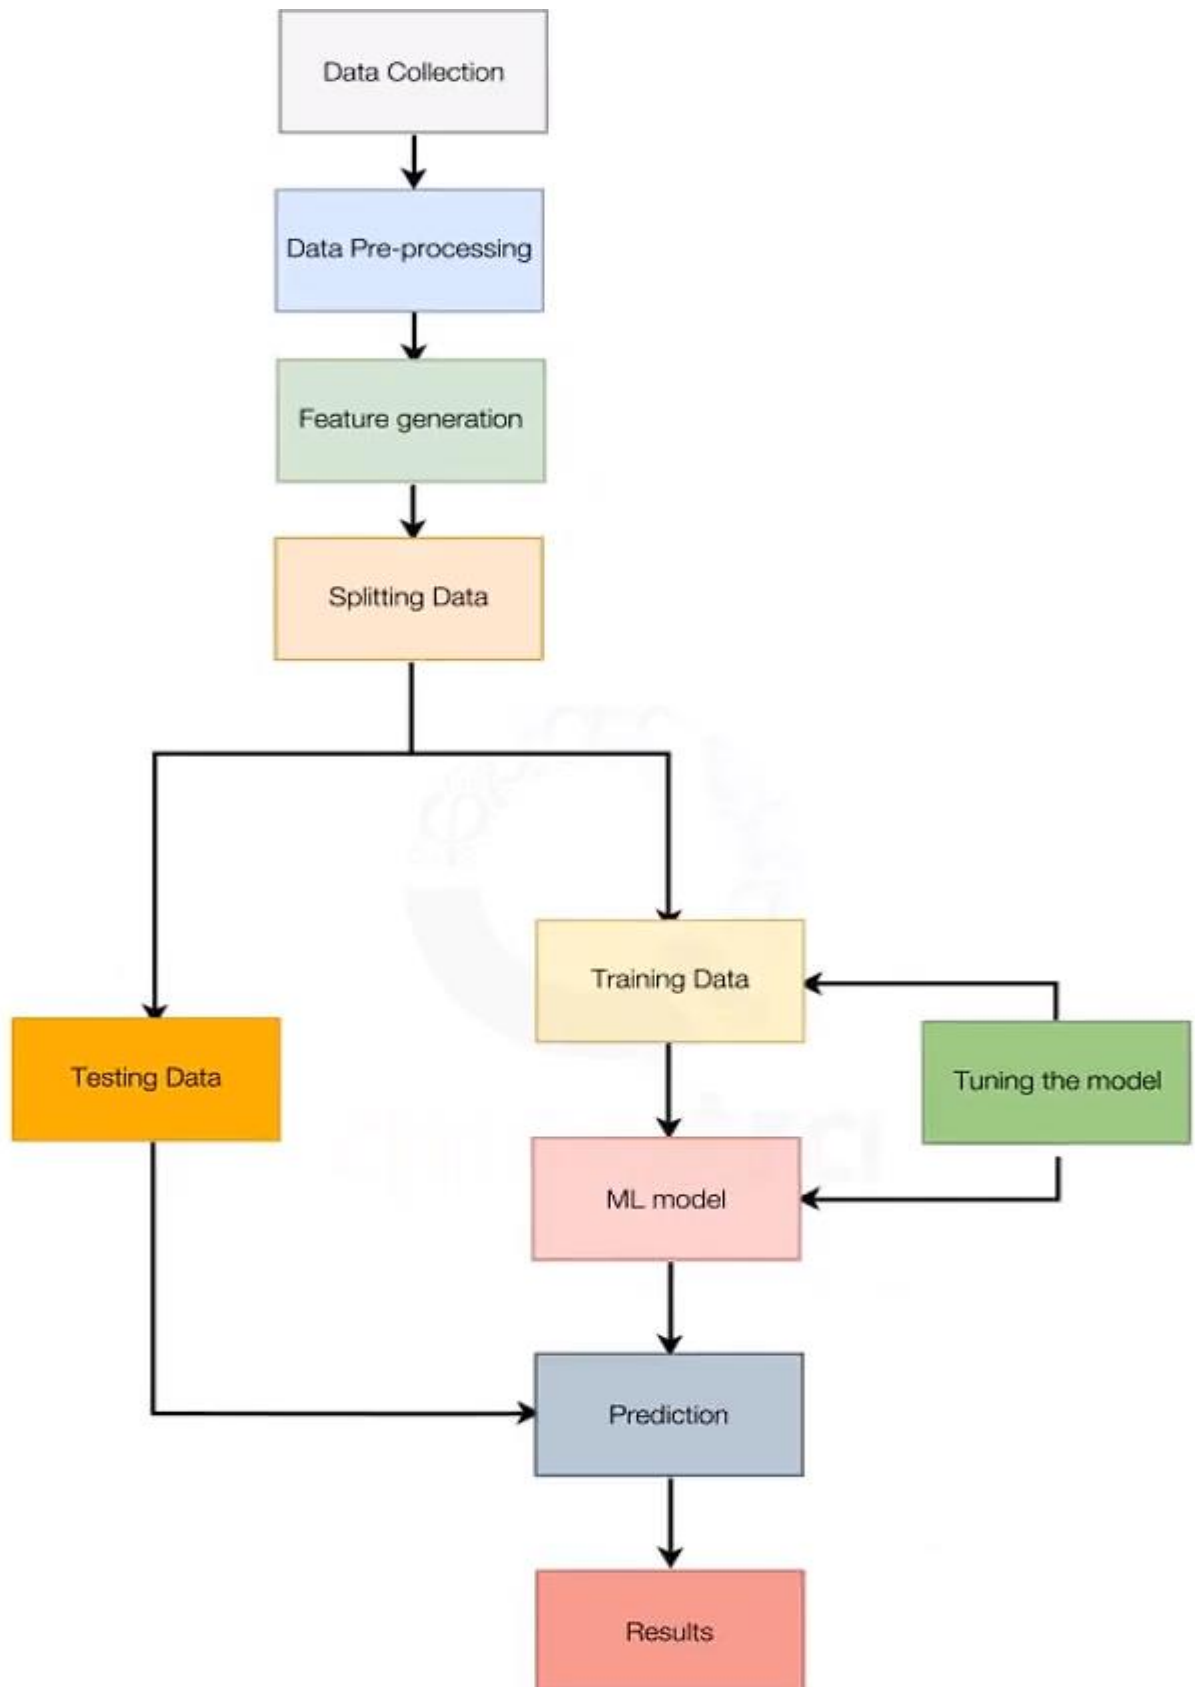 Data Collection
Data Pre-processing
Feature generation
Splitting Data
Training Data
Testing Data
Tuning the model
ML model
Prediction
Results